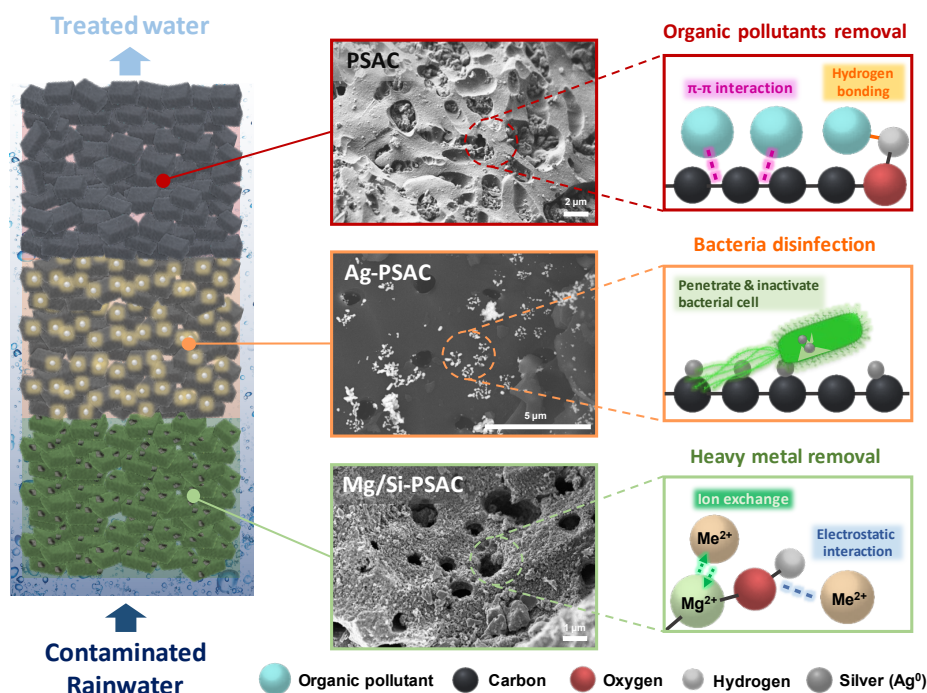 Treated water
PSAC
2 μm
Organic pollutants removal
π-π interaction
Hydrogen
bonding
Ag-PSAC
5 μm
Bacteria disinfection
Penetrate & inactivate
bacterial cell
Mg/Si-PSAC
1 μm
Heavy metal removal
Ion exchange
Me2+
Electrostatic
interaction
Mg2+
Me2+
Contaminated
Rainwater
Organic pollutant
Carbon
Oxygen
Hydrogen
Silver (Ag0)